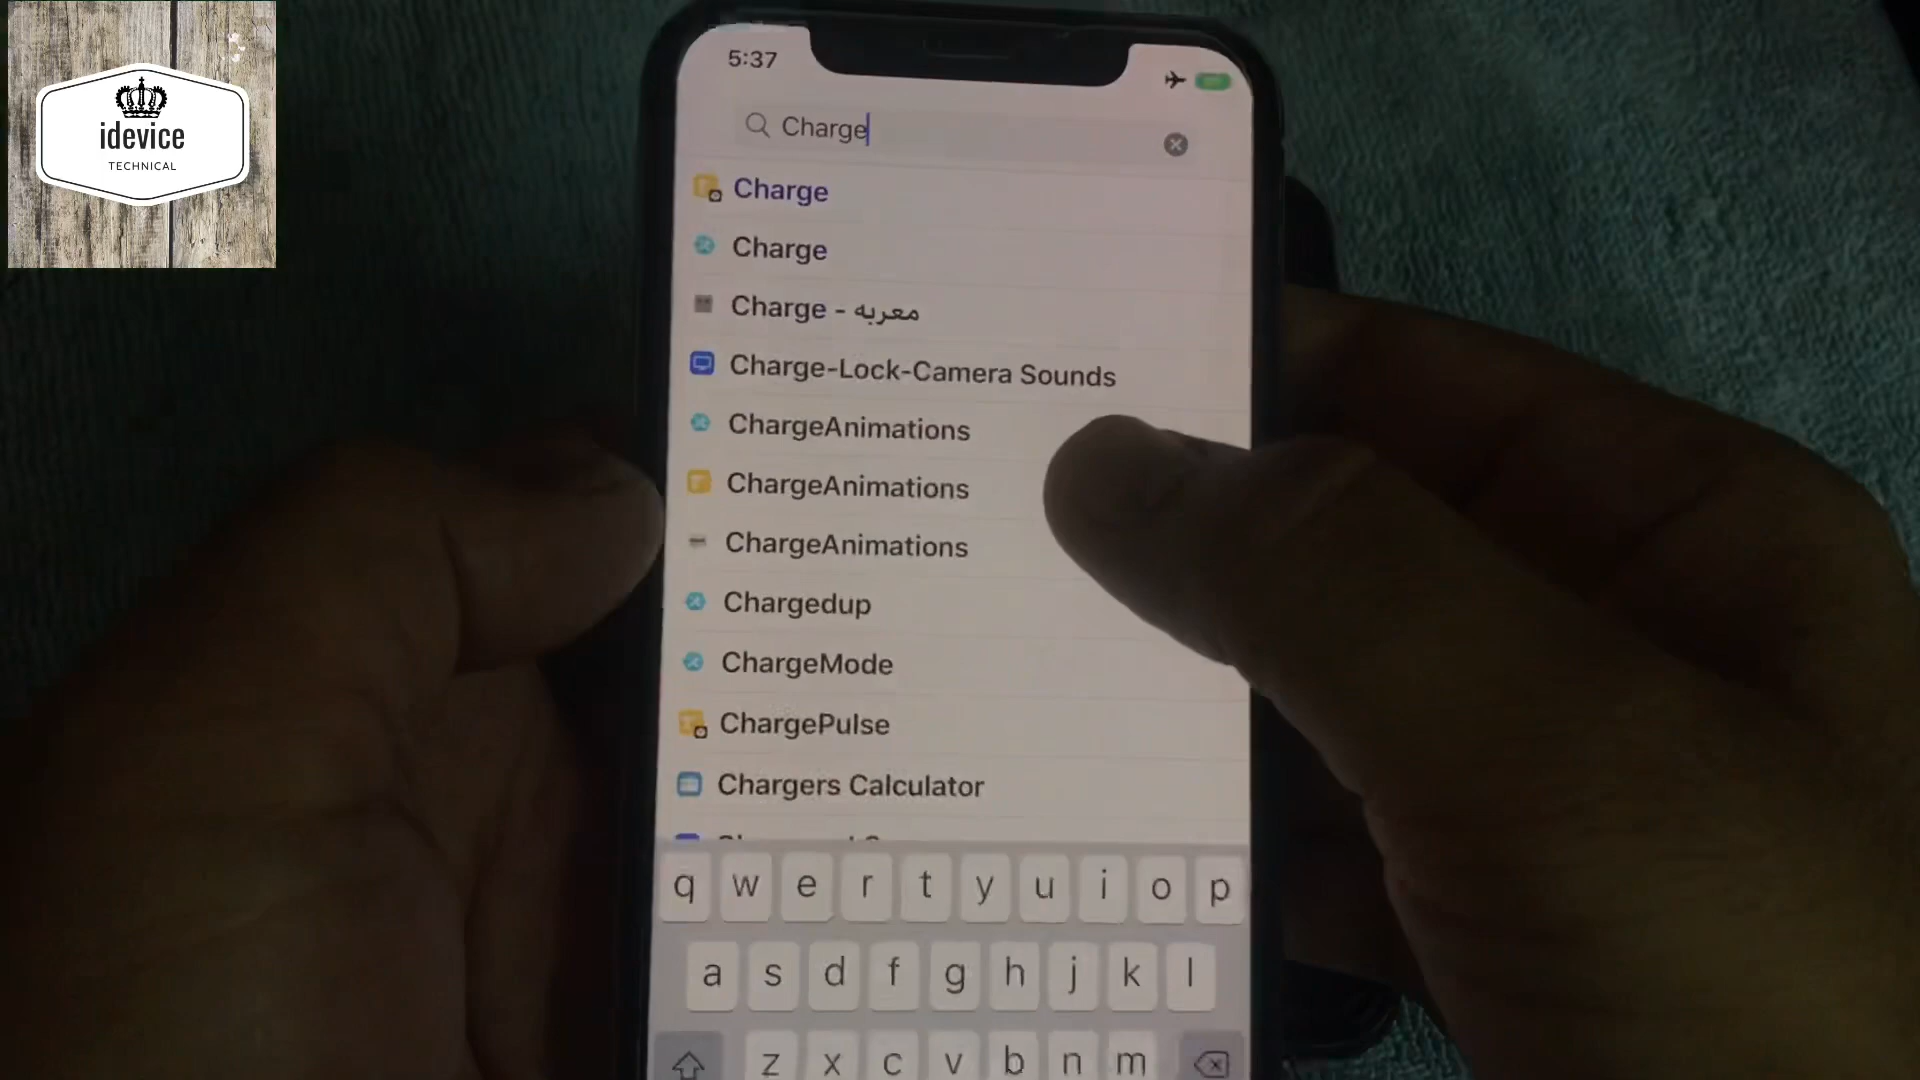 idevice
TECHNICAL
5:37
Charge
Charge
Charge
Charge - معربه
Charge-Lock-Camera Sounds
ChargeAnimations
ChargeAnimations
ChargeAnimations
Chargedup
ChargeMode
ChargePulse
Chargers Calculator
q w e r t y u i o p
a s d f g h j k l
z x c v b n m